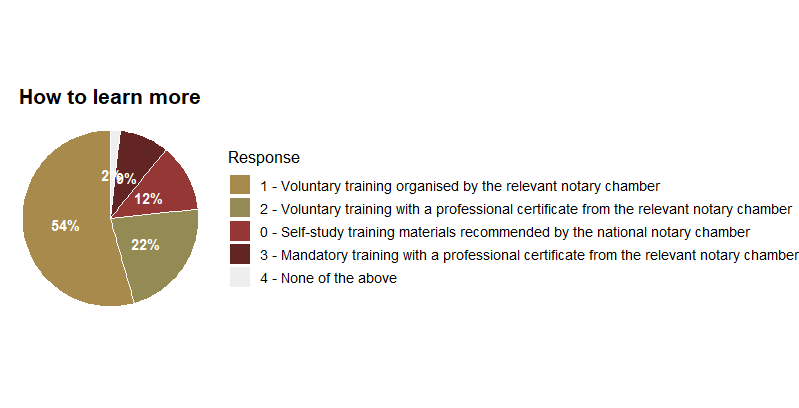 How to learn more
Response
1 - Voluntary training organised by the relevant notary chamber
2 - Voluntary training with a professional certificate from the relevant notary chamber
0 - Self-study training materials recommended by the national notary chamber
3 - Mandatory training with a professional certificate from the relevant notary chamber
4 - None of the above
2%
9%
12%
54%
22%